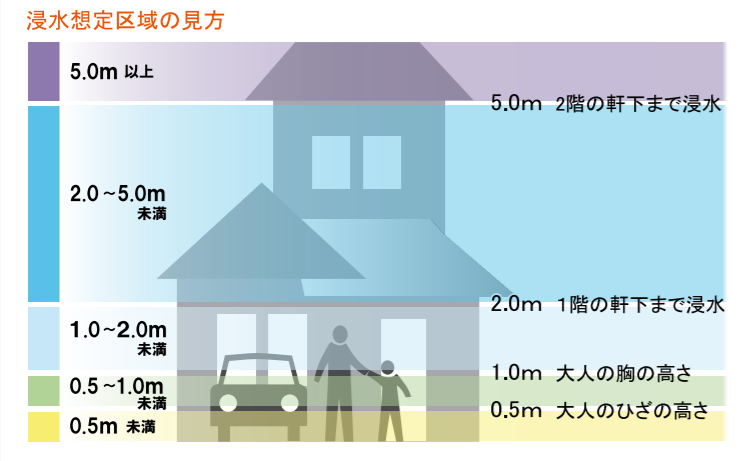 浸水想定区域の見方
5.0m 以上
5.0m 2階の軒下まで浸水
2.0～5.0m
未満
2.0m 1階の軒下まで浸水
1.0～2.0m
未満
1.0m 大人の胸の高さ
0.5～1.0m
未満
0.5m 大人のひざの高さ
0.5m 未満